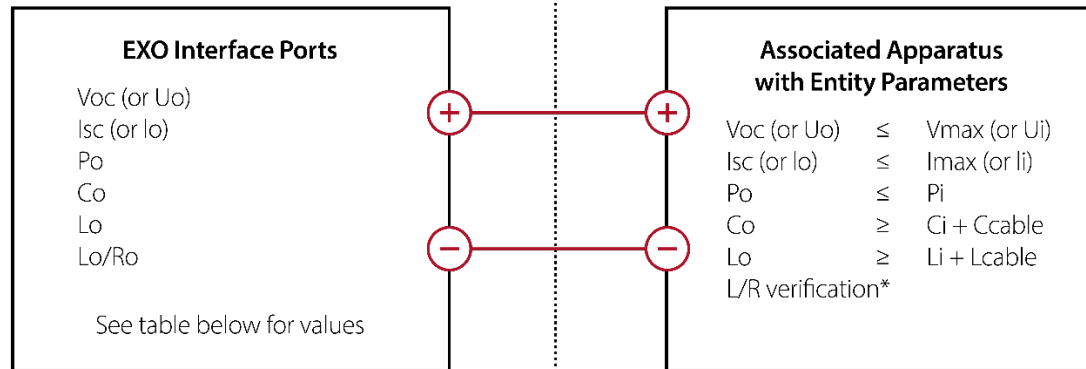 EXO Interface Ports
Voc (or Uo)
Isc (or Io)
Po
Co
Lo
Lo/Ro
See table below for values
+
+
−
−
Associated Apparatus
with Entity Parameters
Voc (or Uo) ≤ Vmax (or Ui)
Isc (or Io) ≤ Imax (or Ii)
Po ≤ Pi
Co ≥ Ci + Ccable
Lo ≥ Li + Lcable
L/R verification*